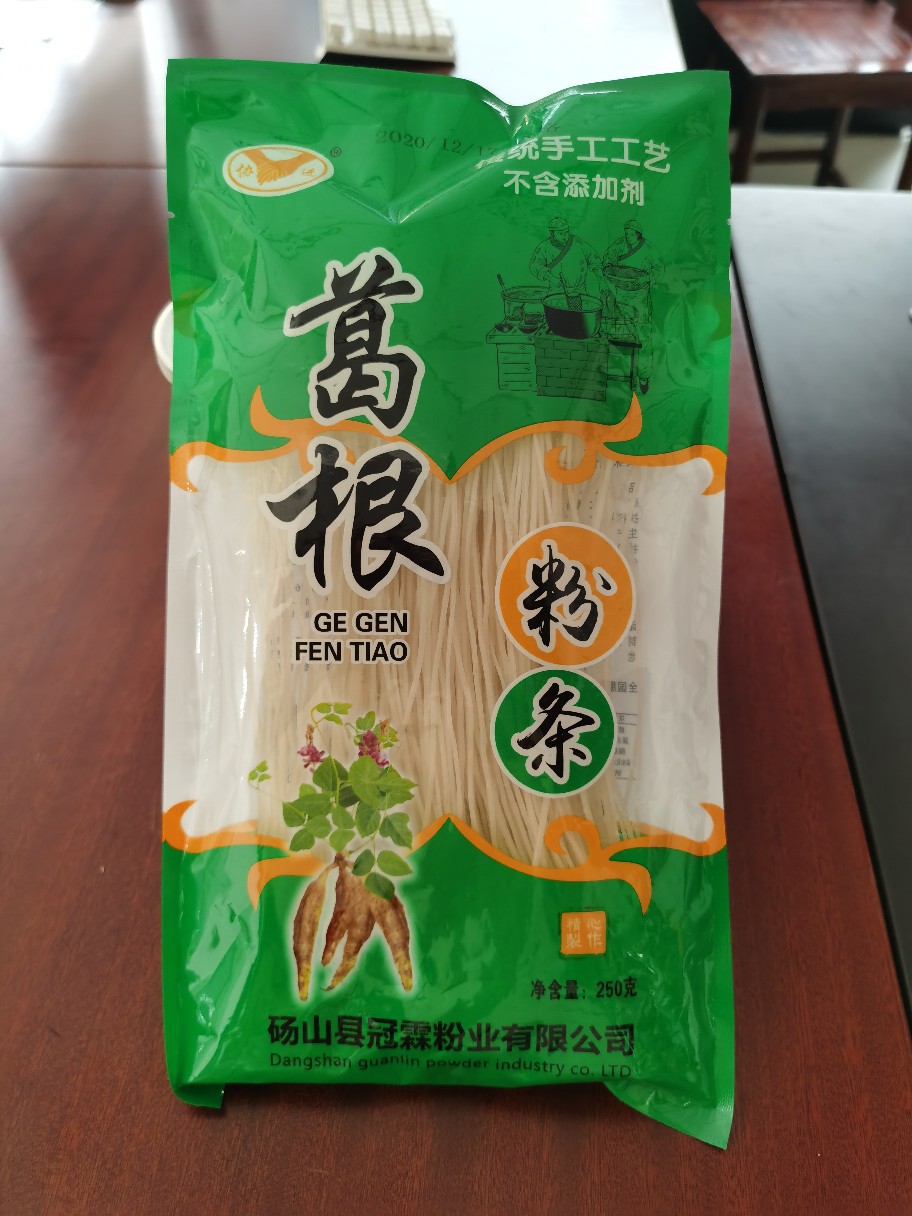 2020/12/1
统手工工艺
不含添加剂
葛根
GE GEN
FEN TIAO
粉条
精心
製作
净含量：250克
砀山县冠霖粉业有限公司
Dangshan guanlin powder industry co. LTD